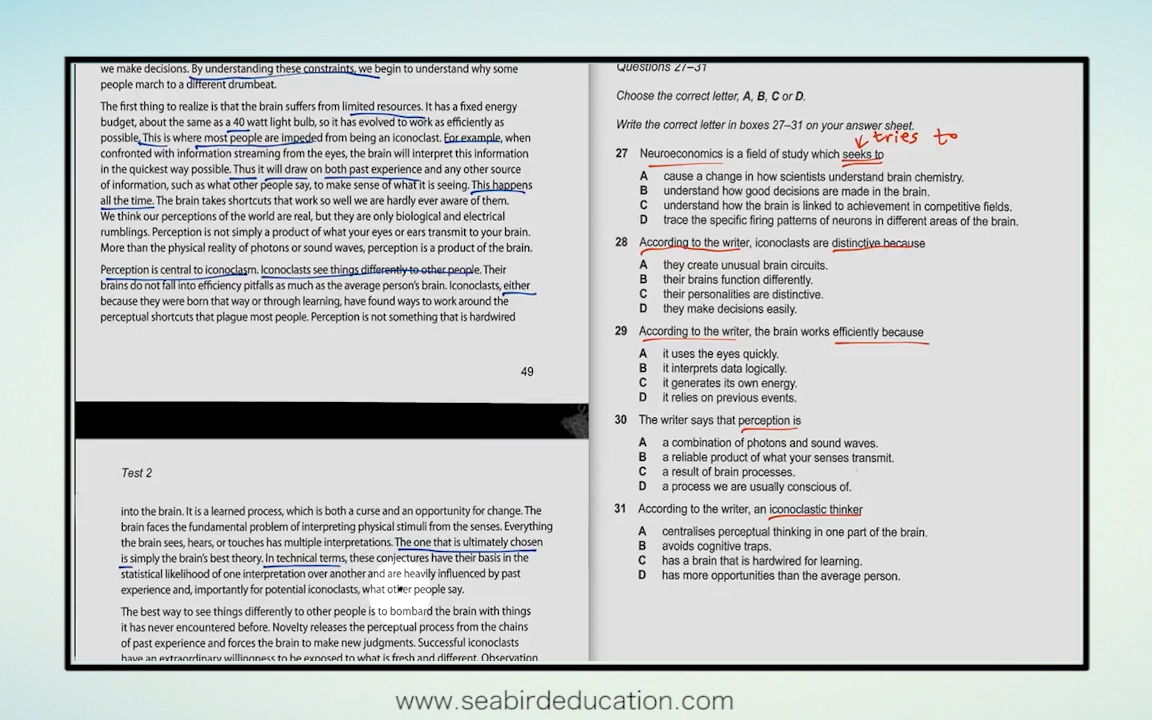 we make decisions. By understanding these constraints, we begin to understand why some
people march to a different drumbeat.
The first thing to realize is that the brain suffers from limited resources. It has a fixed energy
budget, about the same as a 40 watt light bulb, so it has evolved to work as efficiently as
possible. This is where most people are impeded from being an iconoclast. For example, when
confronted with information streaming from the eyes, the brain will interpret this information
in the quickest way possible. Thus it will draw on both past experience and any other source
of information, such as what other people say, to make sense of what it is seeing. This happens
all the time. The brain takes shortcuts that work so well we are hardly ever aware of them.
We think our perceptions of the world are real, but they are only biological and electrical
rumblings. Perception is not simply a product of what your eyes or ears transmit to your brain.
More than the physical reality of photons or sound waves, perception is a product of the brain.
Perception is central to iconoclasm. Iconoclasts see things differently to other people. Their
brains do not fall into efficiency pitfalls as much as the average person's brain. Iconoclasts, either
because they were born that way or through learning, have found ways to work around the
perceptual shortcuts that plague most people. Perception is not something that is hardwired
49
Test 2
into the brain. It is a learned process, which is both a curse and an opportunity for change. The
brain faces the fundamental problem of interpreting physical stimuli from the senses. Everything
the brain sees, hears, or touches has multiple interpretations. The one that is ultimately chosen
is simply the brain's best theory. In technical terms, these conjectures have their basis in the
statistical likelihood of one interpretation over another and are heavily influenced by past
experience and, importantly for potential iconoclasts, what other people say.
The best way to see things differently to other people is to bombard the brain with things
it has never encountered before. Novelty releases the perceptual process from the chains
of past experience and forces the brain to make new judgments. Successful iconoclasts
have an extraordinary willingness to be exposed to what is fresh and different. Observation
Questions 27–31
Choose the correct letter, A, B, C or D.
Write the correct letter in boxes 27–31 on your answer sheet.
tries to
27 Neuroeconomics is a field of study which seeks to
A cause a change in how scientists understand brain chemistry.
B understand how good decisions are made in the brain.
C understand how the brain is linked to achievement in competitive fields.
D trace the specific firing patterns of neurons in different areas of the brain.
28 According to the writer, iconoclasts are distinctive because
A they create unusual brain circuits.
B their brains function differently.
C their personalities are distinctive.
D they make decisions easily.
29 According to the writer, the brain works efficiently because
A it uses the eyes quickly.
B it interprets data logically.
C it generates its own energy.
D it relies on previous events.
30 The writer says that perception is
A a combination of photons and sound waves.
B a reliable product of what your senses transmit.
C a result of brain processes.
D a process we are usually conscious of.
31 According to the writer, an iconoclastic thinker
A centralises perceptual thinking in one part of the brain.
B avoids cognitive traps.
C has a brain that is hardwired for learning.
D has more opportunities than the average person.
www.seabirdeducation.com